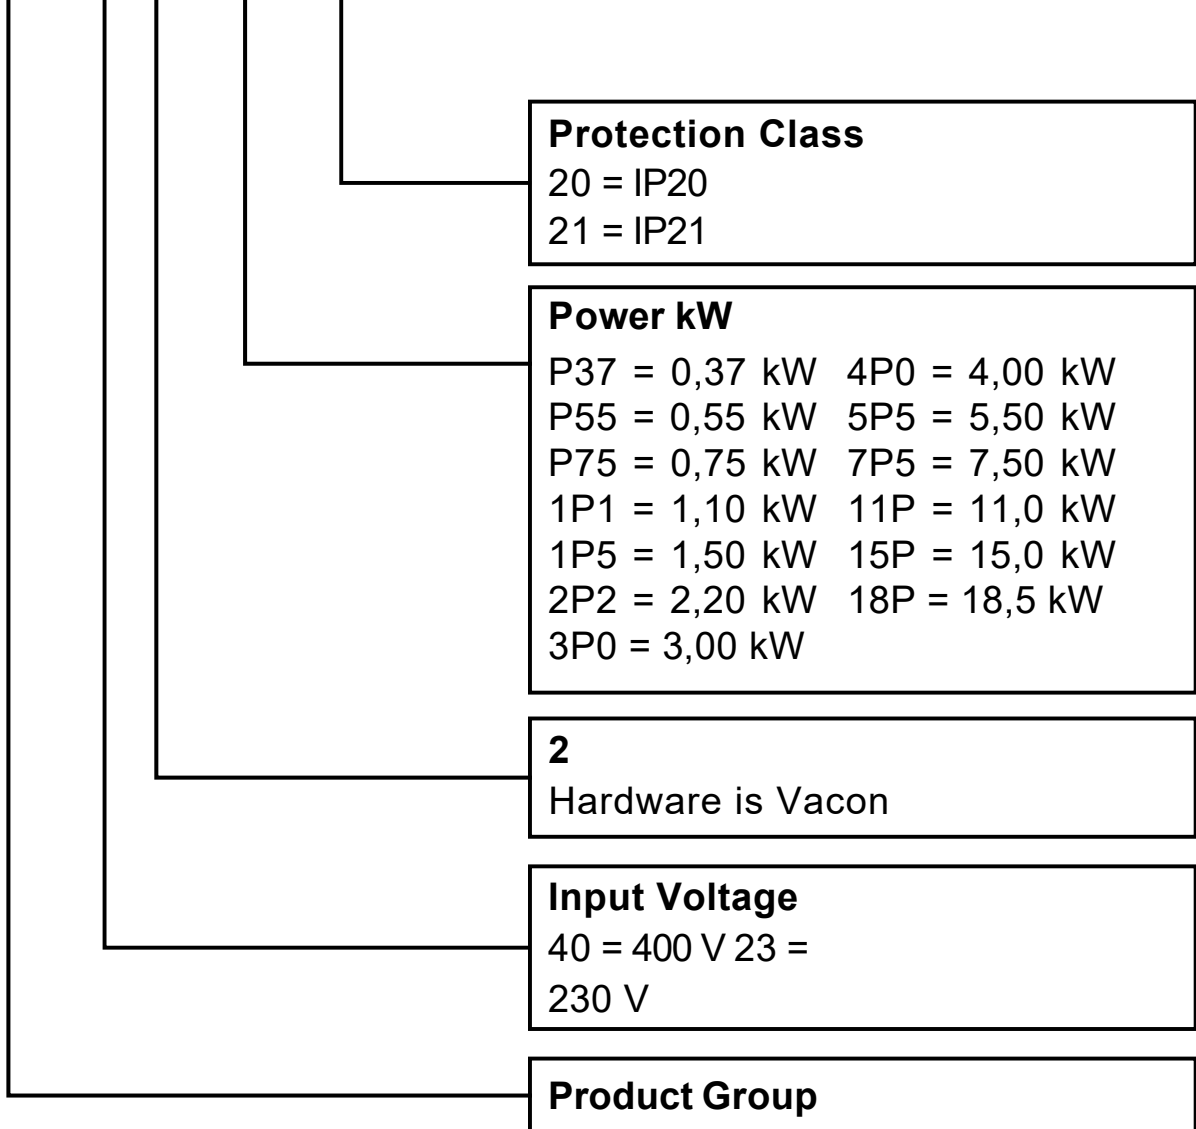 Protection Class
20 = IP20
21 = IP21
Power kW
P37 = 0,37 kW 4P0 = 4,00 kW
P55 = 0,55 kW 5P5 = 5,50 kW
P75 = 0,75 kW 7P5 = 7,50 kW
1P1 = 1,10 kW 11P = 11,0 kW
1P5 = 1,50 kW 15P = 15,0 kW
2P2 = 2,20 kW 18P = 18,5 kW
3P0 = 3,00 kW
2
Hardware is Vacon
Input Voltage
40 = 400 V 23 =
230 V
Product Group